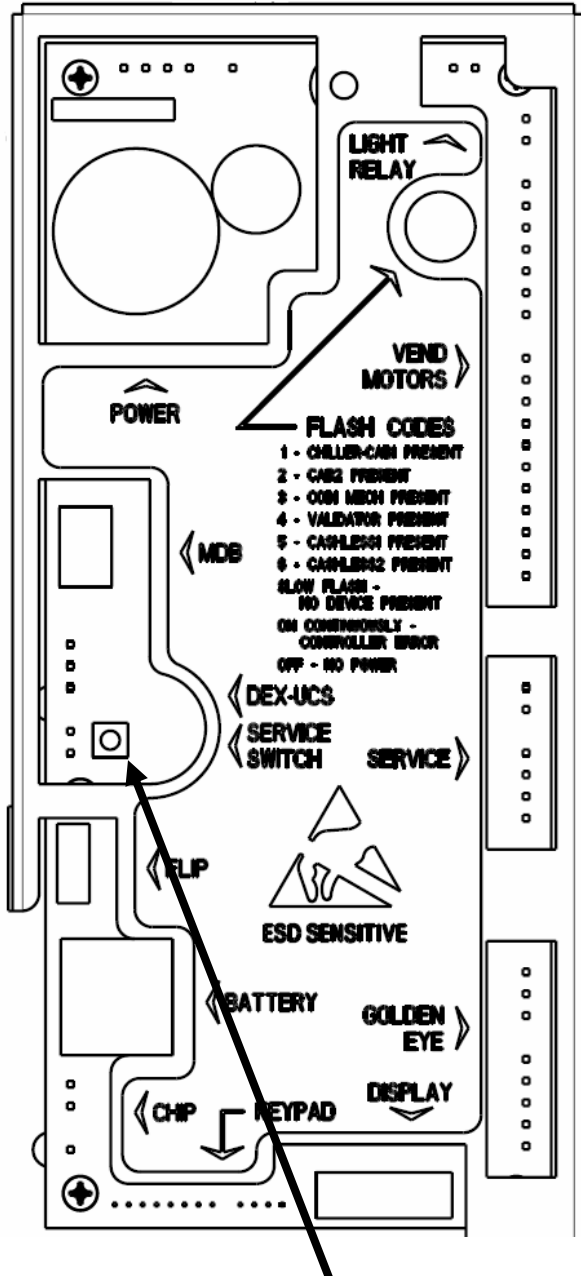 LIGHT
RELAY
VEND
MOTORS
POWER
FLASH CODES
1 - CHILLER-CAB1 PRESENT
2 - CAB2 PRESENT
3 - COIN MECH PRESENT
4 - VALIDATOR PRESENT
5 - CASHLESS1 PRESENT
6 - CASHLESS2 PRESENT
SLOW FLASH -
NO DEVICE PRESENT
ON CONTINUOUSLY -
CONTROLLER ERROR
OFF - NO POWER
MDB
DEX-UCS
SERVICE
SWITCH
SERVICE
FLIP
ESD SENSITIVE
BATTERY
GOLDEN
EYE
DISPLAY
CHIP
KEYPAD